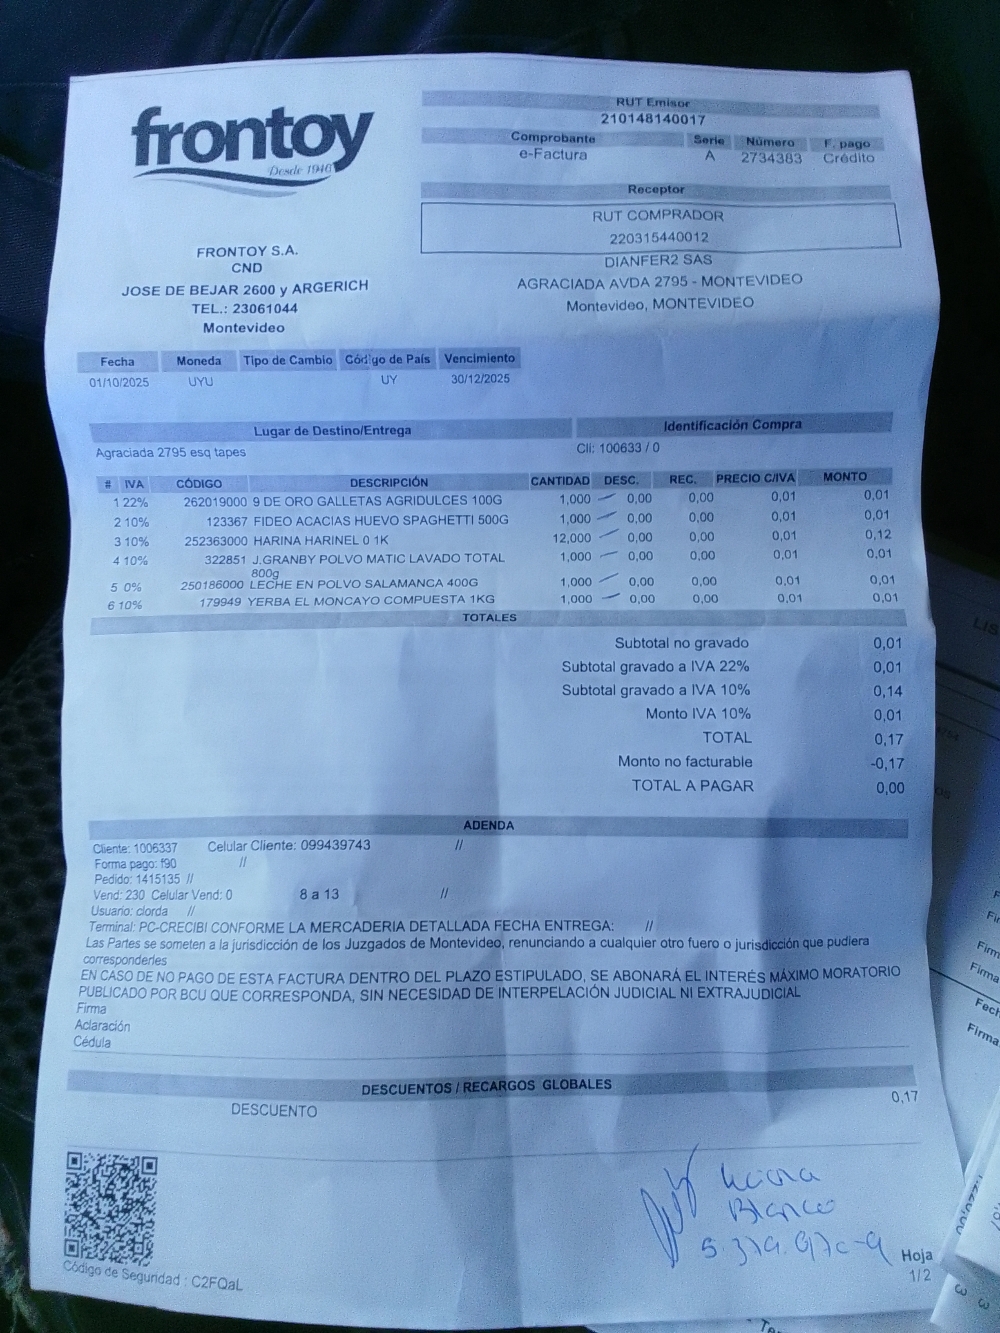 frontoy
Desde 1946
RUT Emisor
210148140017
Comprobante Serie Número F. pago
e-Factura A 2734383 Crédito
Receptor
RUT COMPRADOR
220315440012
DIANFER2 SAS
AGRACIADA AVDA 2795 - MONTEVIDEO
Montevideo, MONTEVIDEO
FRONTOY S.A.
CND
JOSE DE BEJAR 2600 y ARGERICH
TEL.: 23061044
Montevideo
Fecha Moneda Tipo de Cambio Código de País Vencimiento
01/10/2025 UYU UY 30/12/2025
Lugar de Destino/Entrega Identificación Compra
Agraciada 2795 esq tapes Cli: 100633 / 0
# IVA CÓDIGO DESCRIPCIÓN CANTIDAD DESC. REC. PRECIO C/IVA MONTO
1 22% 262019000 9 DE ORO GALLETAS AGRIDULCES 100G 1,000 0,00 0,00 0,01 0,01
2 10% 123367 FIDEO ACACIAS HUEVO SPAGHETTI 500G 1,000 0,00 0,00 0,01 0,01
3 10% 252363000 HARINA HARINEL 0 1K 12,000 0,00 0,00 0,01 0,12
4 10% 322851 J.GRANBY POLVO MATIC LAVADO TOTAL 1,000 0,00 0,00 0,01 0,01
800g
5 0% 250186000 LECHE EN POLVO SALAMANCA 400G 1,000 0,00 0,00 0,01 0,01
6 10% 179949 YERBA EL MONCAYO COMPUESTA 1KG 1,000 0,00 0,00 0,01 0,01
TOTALES
Subtotal no gravado 0,01
Subtotal gravado a IVA 22% 0,01
Subtotal gravado a IVA 10% 0,14
Monto IVA 10% 0,01
TOTAL 0,17
Monto no facturable -0,17
TOTAL A PAGAR 0,00
ADENDA
Cliente: 1006337 Celular Cliente: 099439743 //
Forma pago: f90 //
Pedido: 1415135 //
Vend: 230 Celular Vend: 0 8 a 13 //
Usuario: clorda //
Terminal: PC-CRECIBI CONFORME LA MERCADERIA DETALLADA FECHA ENTREGA: //
Las Partes se someten a la jurisdicción de los Juzgados de Montevideo, renunciando a cualquier otro fuero o jurisdicción que pudiera
corresponderles
EN CASO DE NO PAGO DE ESTA FACTURA DENTRO DEL PLAZO ESTIPULADO, SE ABONARÁ EL INTERÉS MÁXIMO MORATORIO
PUBLICADO POR BCU QUE CORRESPONDA, SIN NECESIDAD DE INTERPELACIÓN JUDICIAL NI EXTRAJUDICIAL
Firma
Aclaración
Cédula
DESCUENTOS / RECARGOS GLOBALES
DESCUENTO 0,17
Blanco
Código de Seguridad : C2FQaL
Hoja
1/2
Firma
Firma
Firma